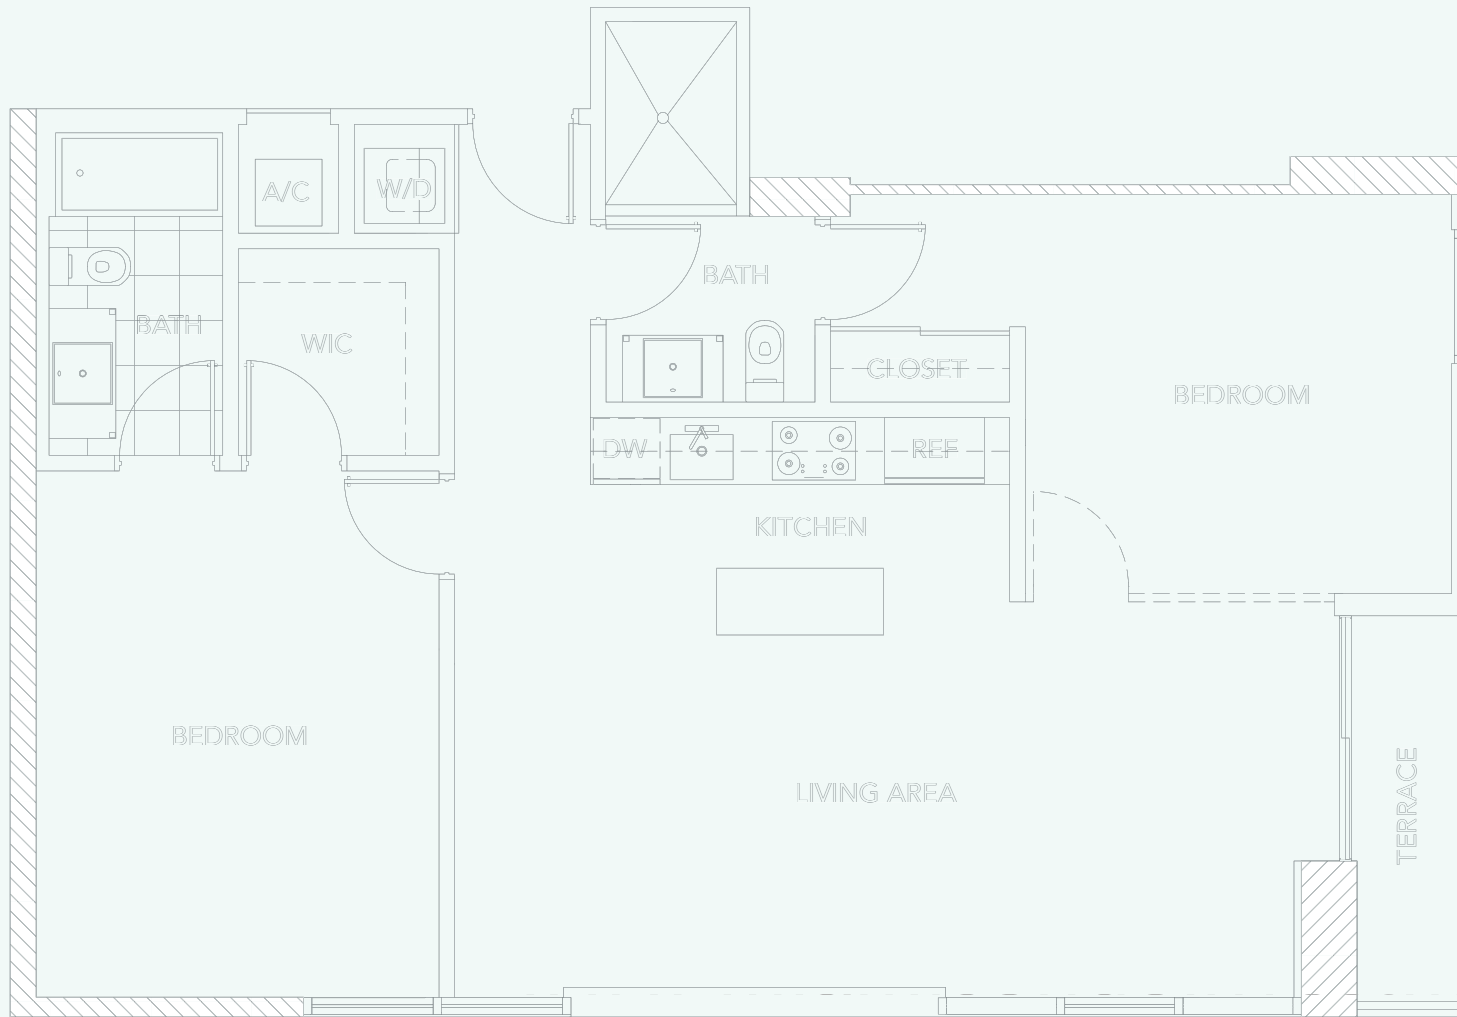 A/C
W/D
BATH
BATH
WIC
CLOSET
BEDROOM
DW
REF
KITCHEN
BEDROOM
LIVING AREA
TERRACE